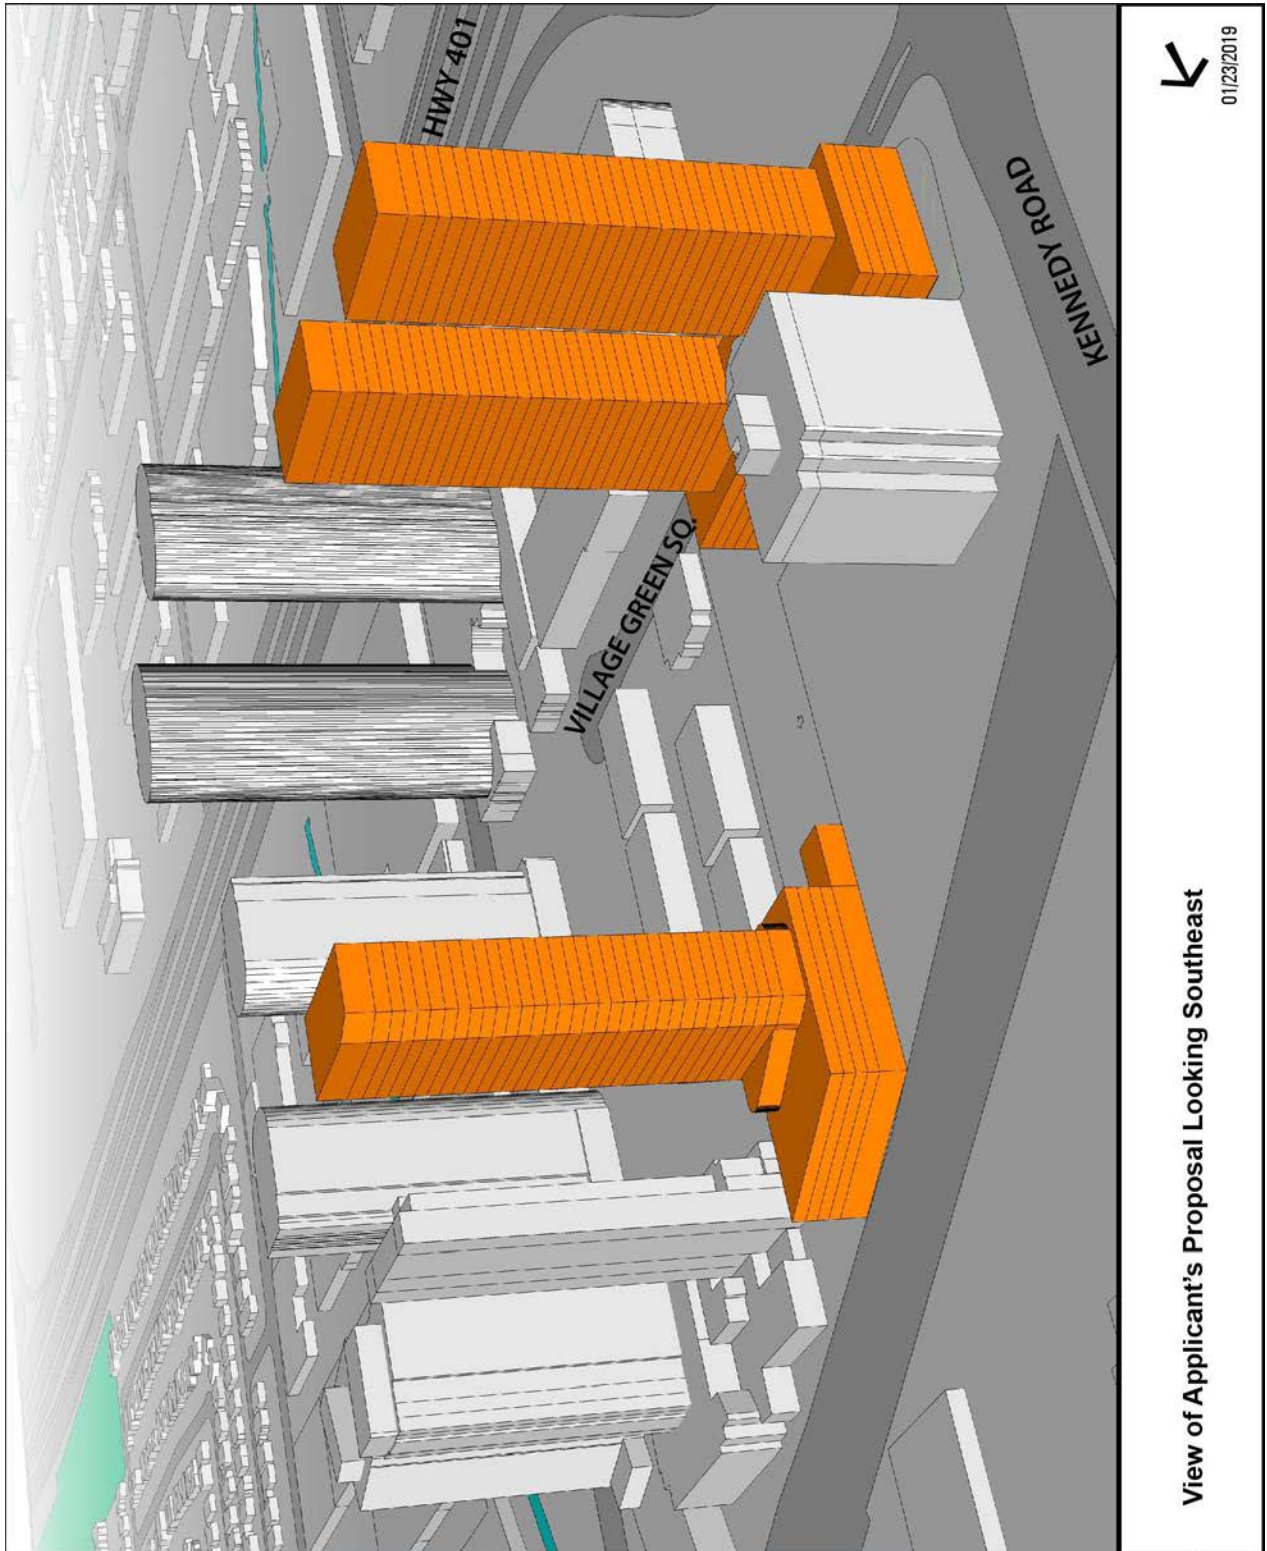 HWY 401
KENNEDY ROAD
VILLAGE GREEN SQ.
View of Applicant's Proposal Looking Southeast
01/23/2019